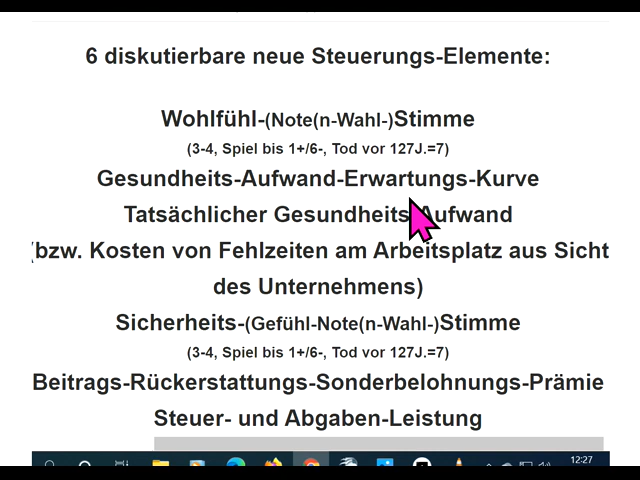 6 diskutierbare neue Steuerungs-Elemente:
Wohlfühl-(Note(n-Wahl-)Stimme
(3-4, Spiel bis 1+/6-, Tod vor 127J.=7)
Gesundheits-Aufwand-Erwartungs-Kurve
Tatsächlicher Gesundheits-Aufwand
(bzw. Kosten von Fehlzeiten am Arbeitsplatz aus Sicht
des Unternehmens)
Sicherheits-(Gefühl-Note(n-Wahl-)Stimme
(3-4, Spiel bis 1+/6-, Tod vor 127J.=7)
Beitrags-Rückerstattungs-Sonderbelohnungs-Prämie
Steuer- und Abgaben-Leistung
12:27